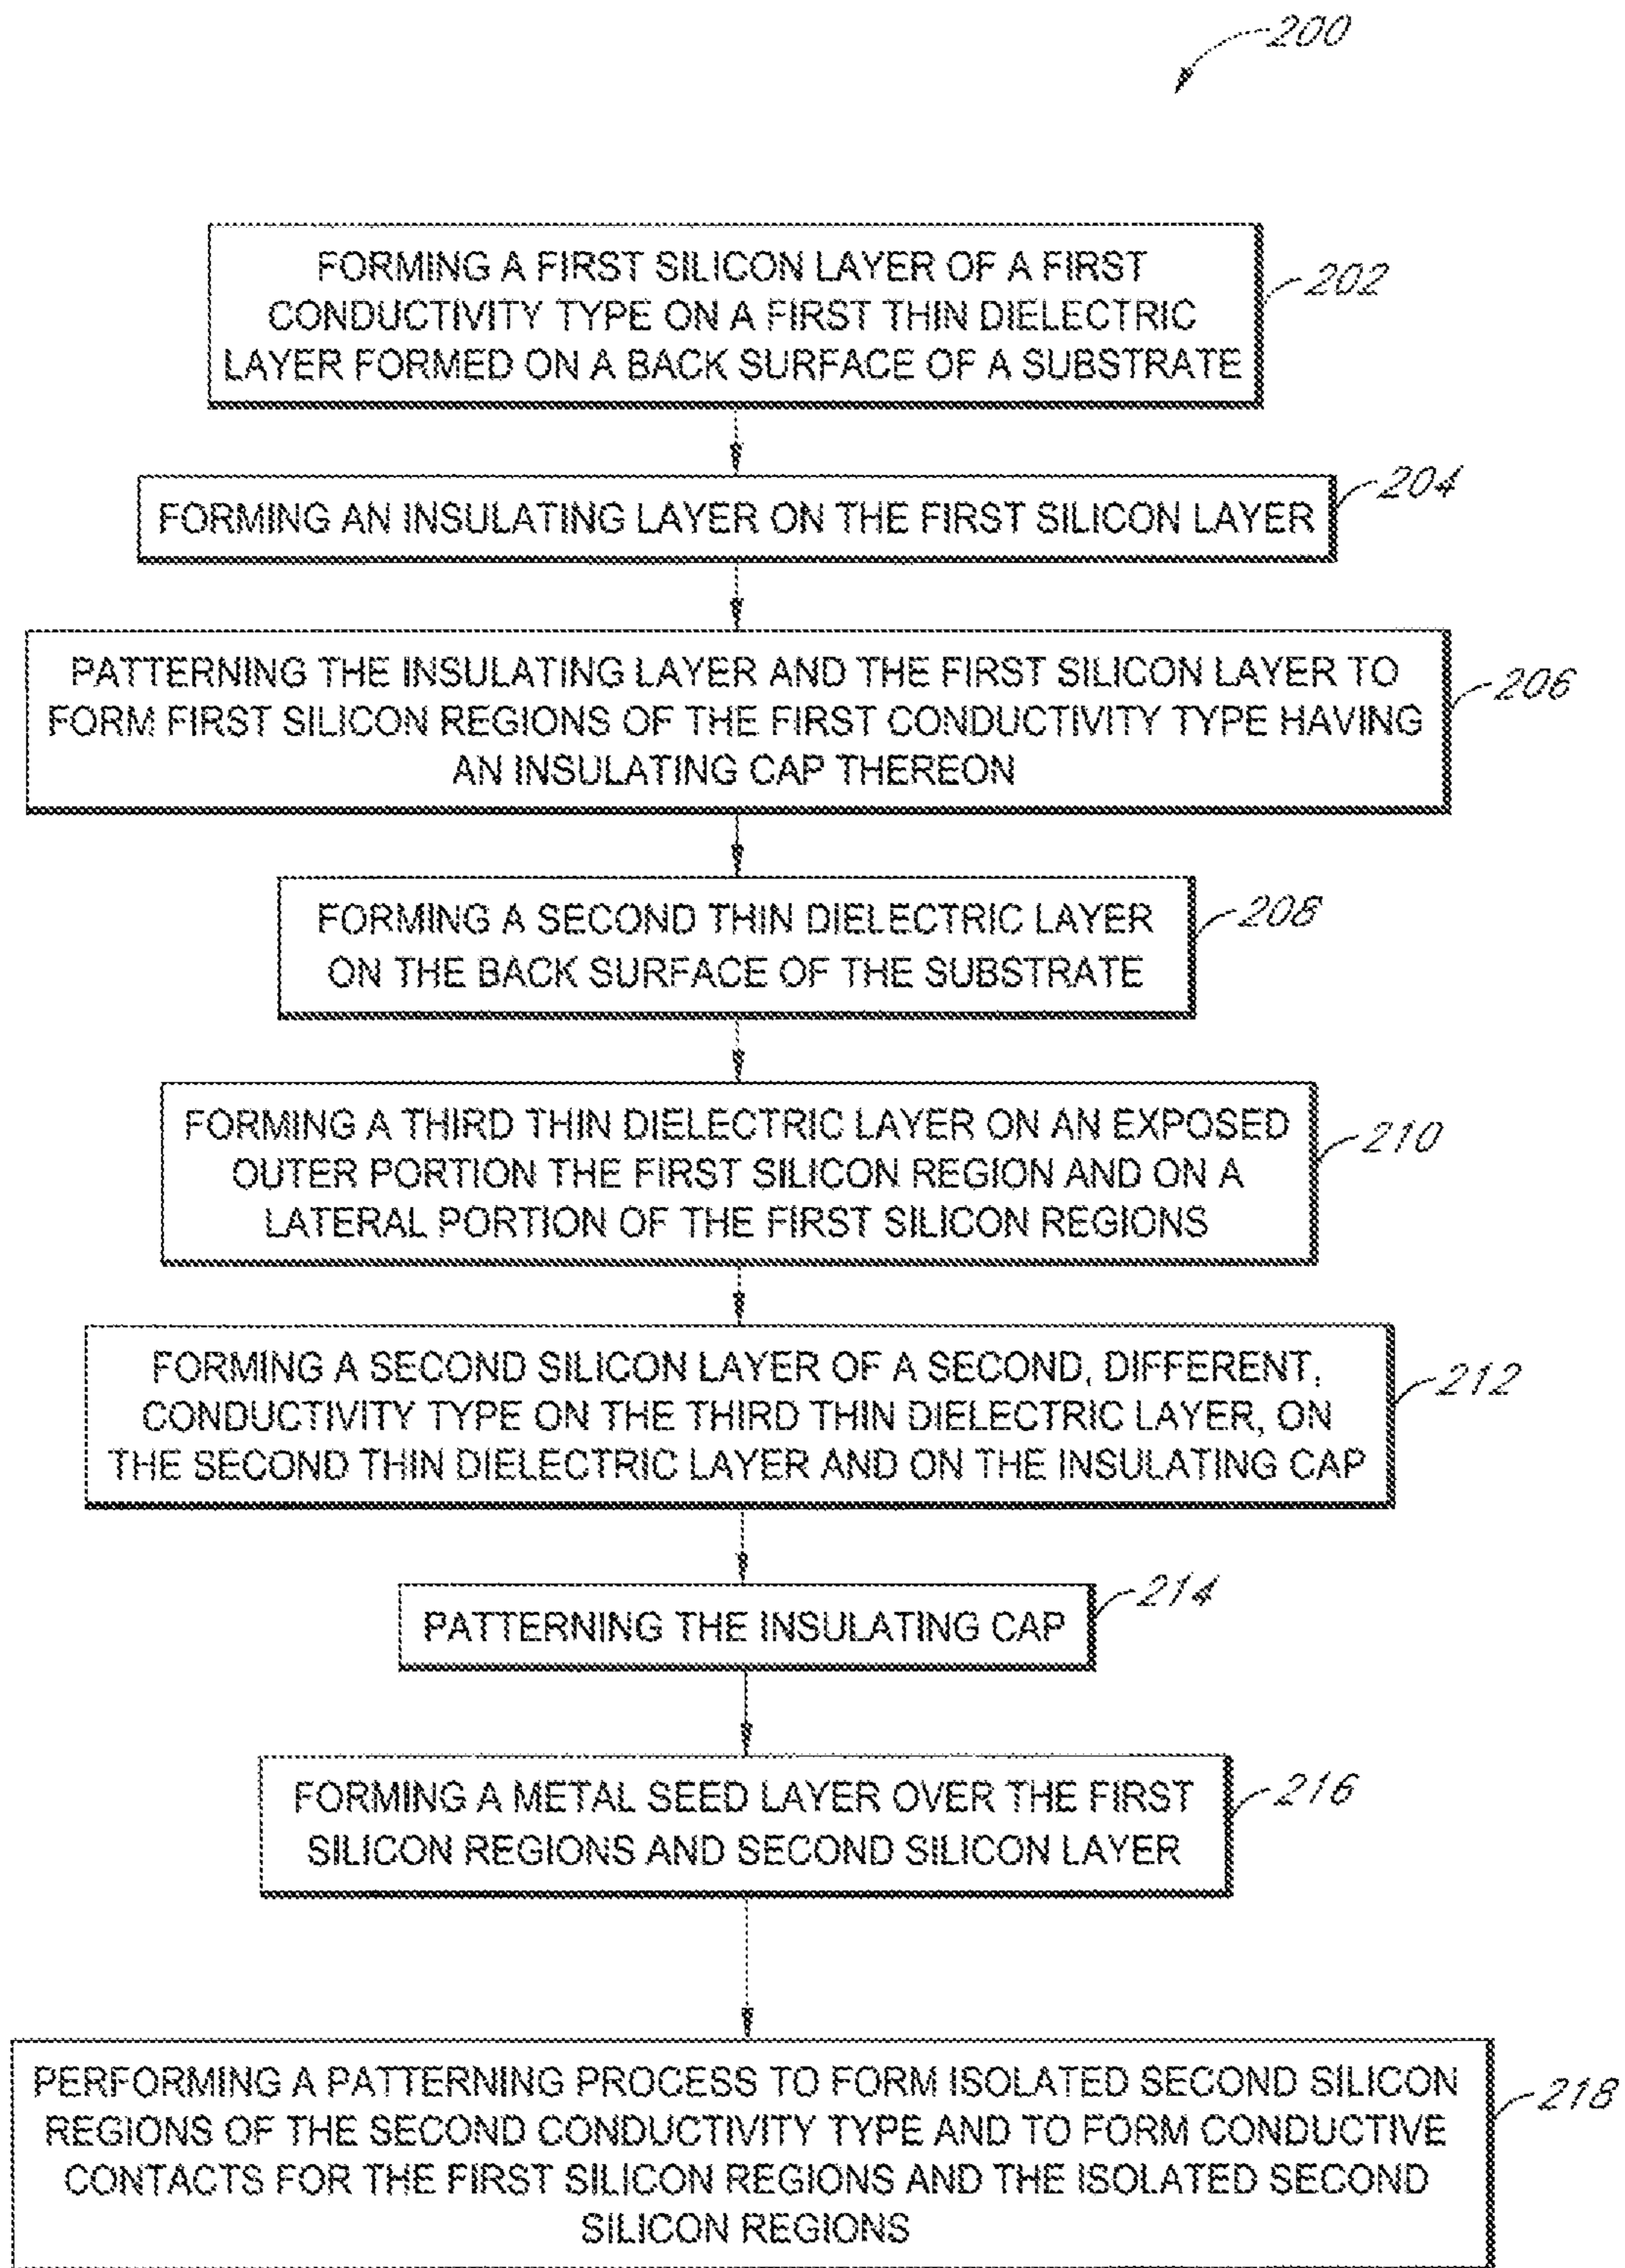 200
FORMING A FIRST SILICON LAYER OF A FIRST
CONDUCTIVITY TYPE ON A FIRST THIN DIELECTRIC
LAYER FORMED ON A BACK SURFACE OF A SUBSTRATE
202
FORMING AN INSULATING LAYER ON THE FIRST SILICON LAYER
204
PATTERNING THE INSULATING LAYER AND THE FIRST SILICON LAYER TO
FORM FIRST SILICON REGIONS OF THE FIRST CONDUCTIVITY TYPE HAVING
AN INSULATING CAP THEREON
206
FORMING A SECOND THIN DIELECTRIC LAYER
ON THE BACK SURFACE OF THE SUBSTRATE
208
FORMING A THIRD THIN DIELECTRIC LAYER ON AN EXPOSED
OUTER PORTION THE FIRST SILICON REGION AND ON A
LATERAL PORTION OF THE FIRST SILICON REGIONS
210
FORMING A SECOND SILICON LAYER OF A SECOND, DIFFERENT,
CONDUCTIVITY TYPE ON THE THIRD THIN DIELECTRIC LAYER, ON
THE SECOND THIN DIELECTRIC LAYER AND ON THE INSULATING CAP
212
PATTERNING THE INSULATING CAP
214
FORMING A METAL SEED LAYER OVER THE FIRST
SILICON REGIONS AND SECOND SILICON LAYER
216
PERFORMING A PATTERNING PROCESS TO FORM ISOLATED SECOND SILICON
REGIONS OF THE SECOND CONDUCTIVITY TYPE AND TO FORM CONDUCTIVE
CONTACTS FOR THE FIRST SILICON REGIONS AND THE ISOLATED SECOND
SILICON REGIONS
218